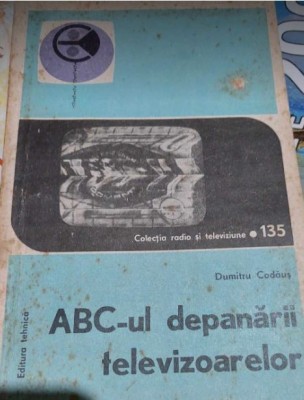 Colecția radio și televiziune • 135
Dumitru Codăuș
Editura tehnică
ABC-ul depanării
televizoarelor